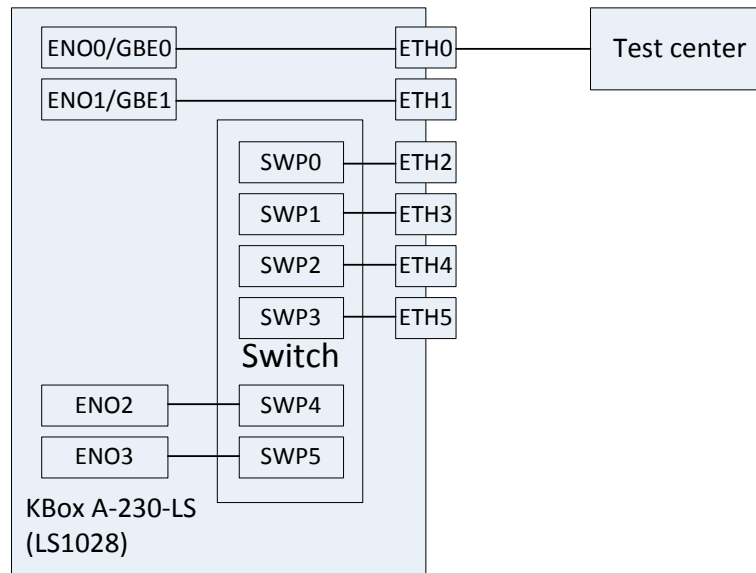 ENO0/GBE0
ETH0
Test center
ENO1/GBE1
ETH1
SWP0
ETH2
SWP1
ETH3
SWP2
ETH4
SWP3
ETH5
Switch
ENO2
SWP4
ENO3
SWP5
KBox A-230-LS
(LS1028)